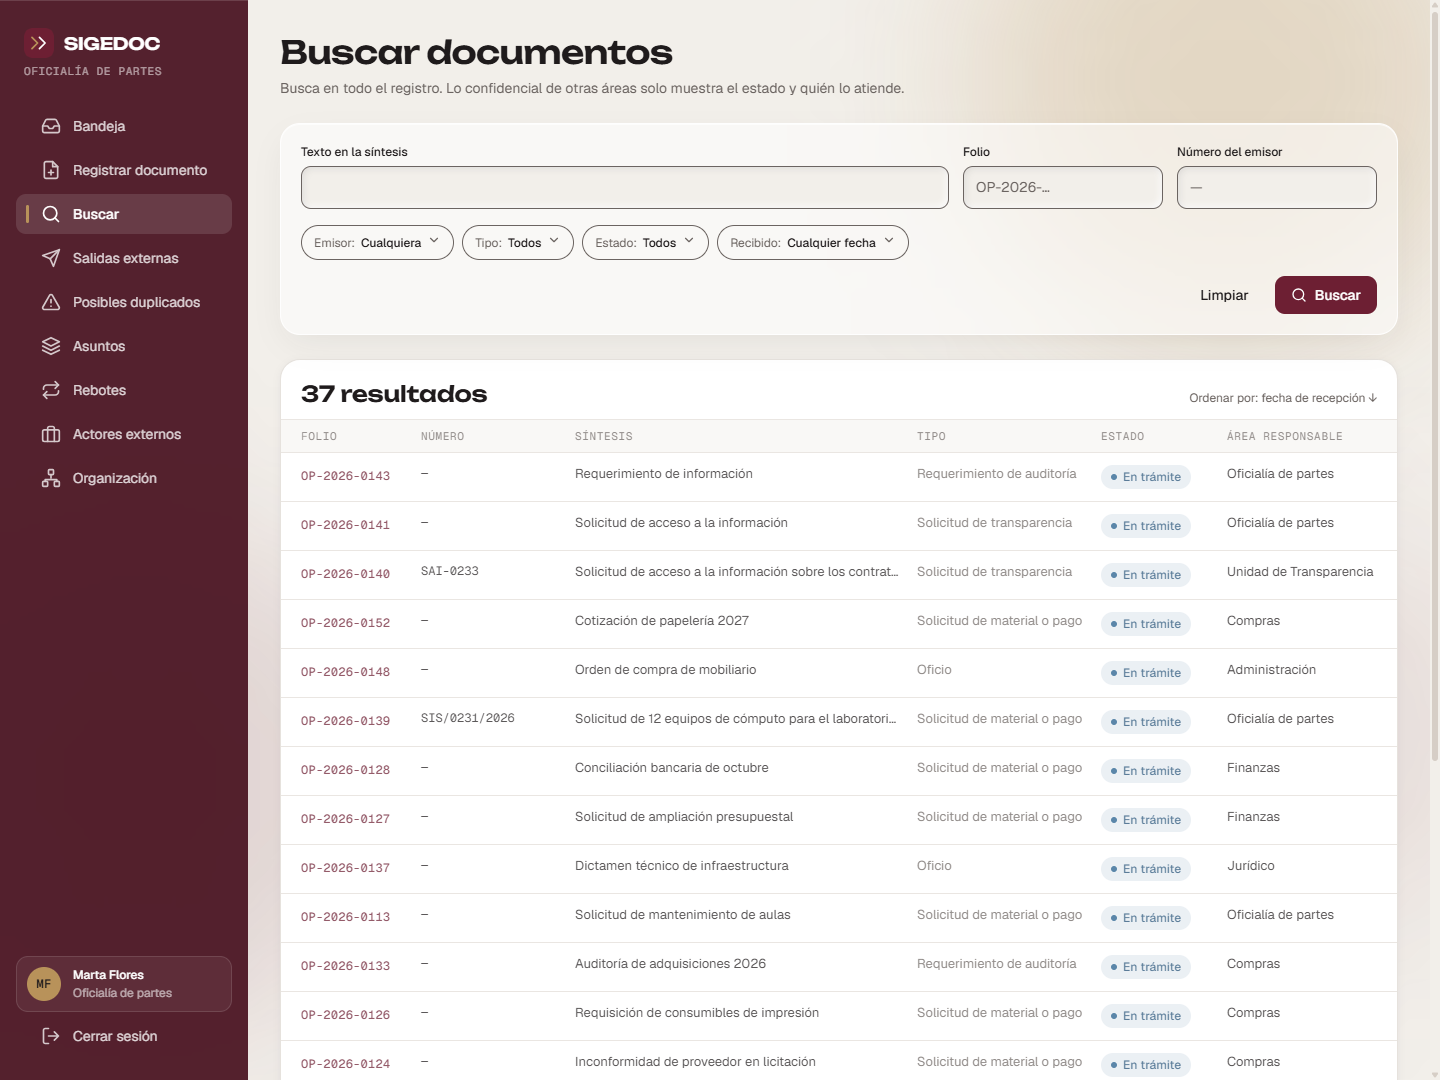 SIGEDOC
OFICIALÍA DE PARTES
Bandeja
Registrar documento
Buscar
Salidas externas
Posibles duplicados
Asuntos
Rebotes
Actores externos
Organización
MF
Marta Flores
Oficialía de partes
Cerrar sesión
Buscar documentos
Busca en todo el registro. Lo confidencial de otras áreas solo muestra el estado y quién lo atiende.
Texto en la síntesis Folio Número del emisor
OP-2026-... —
Emisor: Cualquiera Tipo: Todos Estado: Todos Recibido: Cualquier fecha
Limpiar Buscar
37 resultados
Ordenar por: fecha de recepción ↓
FOLIO NÚMERO SÍNTESIS TIPO ESTADO ÁREA RESPONSABLE
OP-2026-0143 — Requerimiento de información Requerimiento de auditoría En trámite Oficialía de partes
OP-2026-0141 — Solicitud de acceso a la información Solicitud de transparencia En trámite Oficialía de partes
OP-2026-0140 SAI-0233 Solicitud de acceso a la información sobre los contrat... Solicitud de transparencia En trámite Unidad de Transparencia
OP-2026-0152 — Cotización de papelería 2027 Solicitud de material o pago En trámite Compras
OP-2026-0148 — Orden de compra de mobiliario Oficio En trámite Administración
OP-2026-0139 SIS/0231/2026 Solicitud de 12 equipos de cómputo para el laboratori... Solicitud de material o pago En trámite Oficialía de partes
OP-2026-0128 — Conciliación bancaria de octubre Solicitud de material o pago En trámite Finanzas
OP-2026-0127 — Solicitud de ampliación presupuestal Solicitud de material o pago En trámite Finanzas
OP-2026-0137 — Dictamen técnico de infraestructura Oficio En trámite Jurídico
OP-2026-0113 — Solicitud de mantenimiento de aulas Solicitud de material o pago En trámite Oficialía de partes
OP-2026-0133 — Auditoría de adquisiciones 2026 Requerimiento de auditoría En trámite Compras
OP-2026-0126 — Requisición de consumibles de impresión Solicitud de material o pago En trámite Compras
OP-2026-0124 — Inconformidad de proveedor en licitación Solicitud de material o pago En trámite Compras